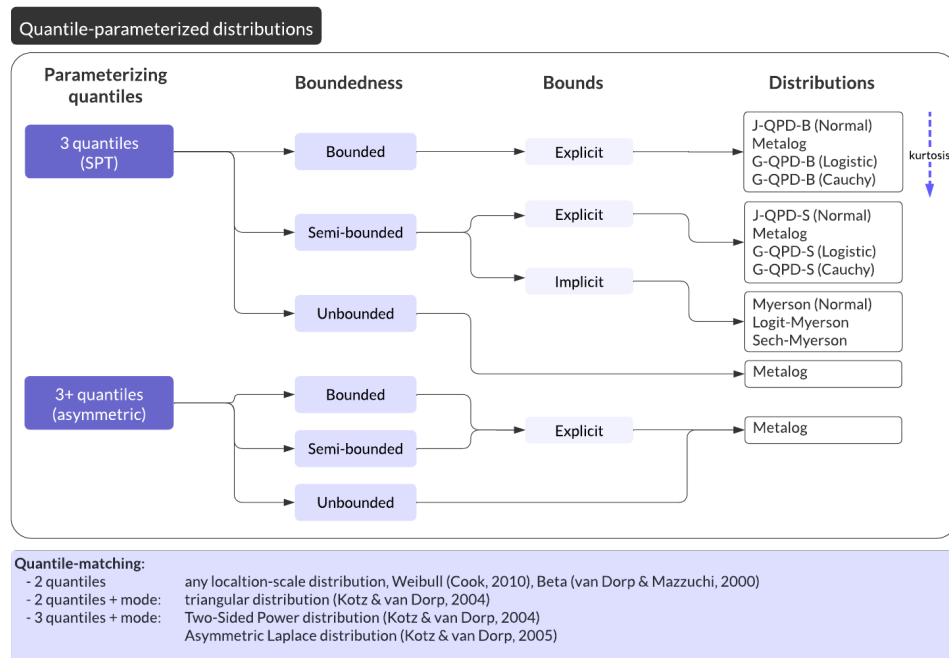 Quantile-parameterized distributions
Parameterizing
quantiles
Boundedness
Bounds
Distributions
3 quantiles
(SPT)
Bounded
Explicit
J-QPD-B (Normal)
Metalog
G-QPD-B (Logistic)
G-QPD-B (Cauchy)
kurtosis
Semi-bounded
Explicit
J-QPD-S (Normal)
Metalog
G-QPD-S (Logistic)
G-QPD-S (Cauchy)
Implicit
Myerson (Normal)
Logit-Myerson
Sech-Myerson
Unbounded
Metalog
3+ quantiles
(asymmetric)
Bounded
Semi-bounded
Explicit
Metalog
Unbounded
Quantile-matching:
- 2 quantiles any localtion-scale distribution, Weibull (Cook, 2010), Beta (van Dorp & Mazzuchi, 2000)
- 2 quantiles + mode: triangular distribution (Kotz & van Dorp, 2004)
- 3 quantiles + mode: Two-Sided Power distribution (Kotz & van Dorp, 2004)
Asymmetric Laplace distribution (Kotz & van Dorp, 2005)